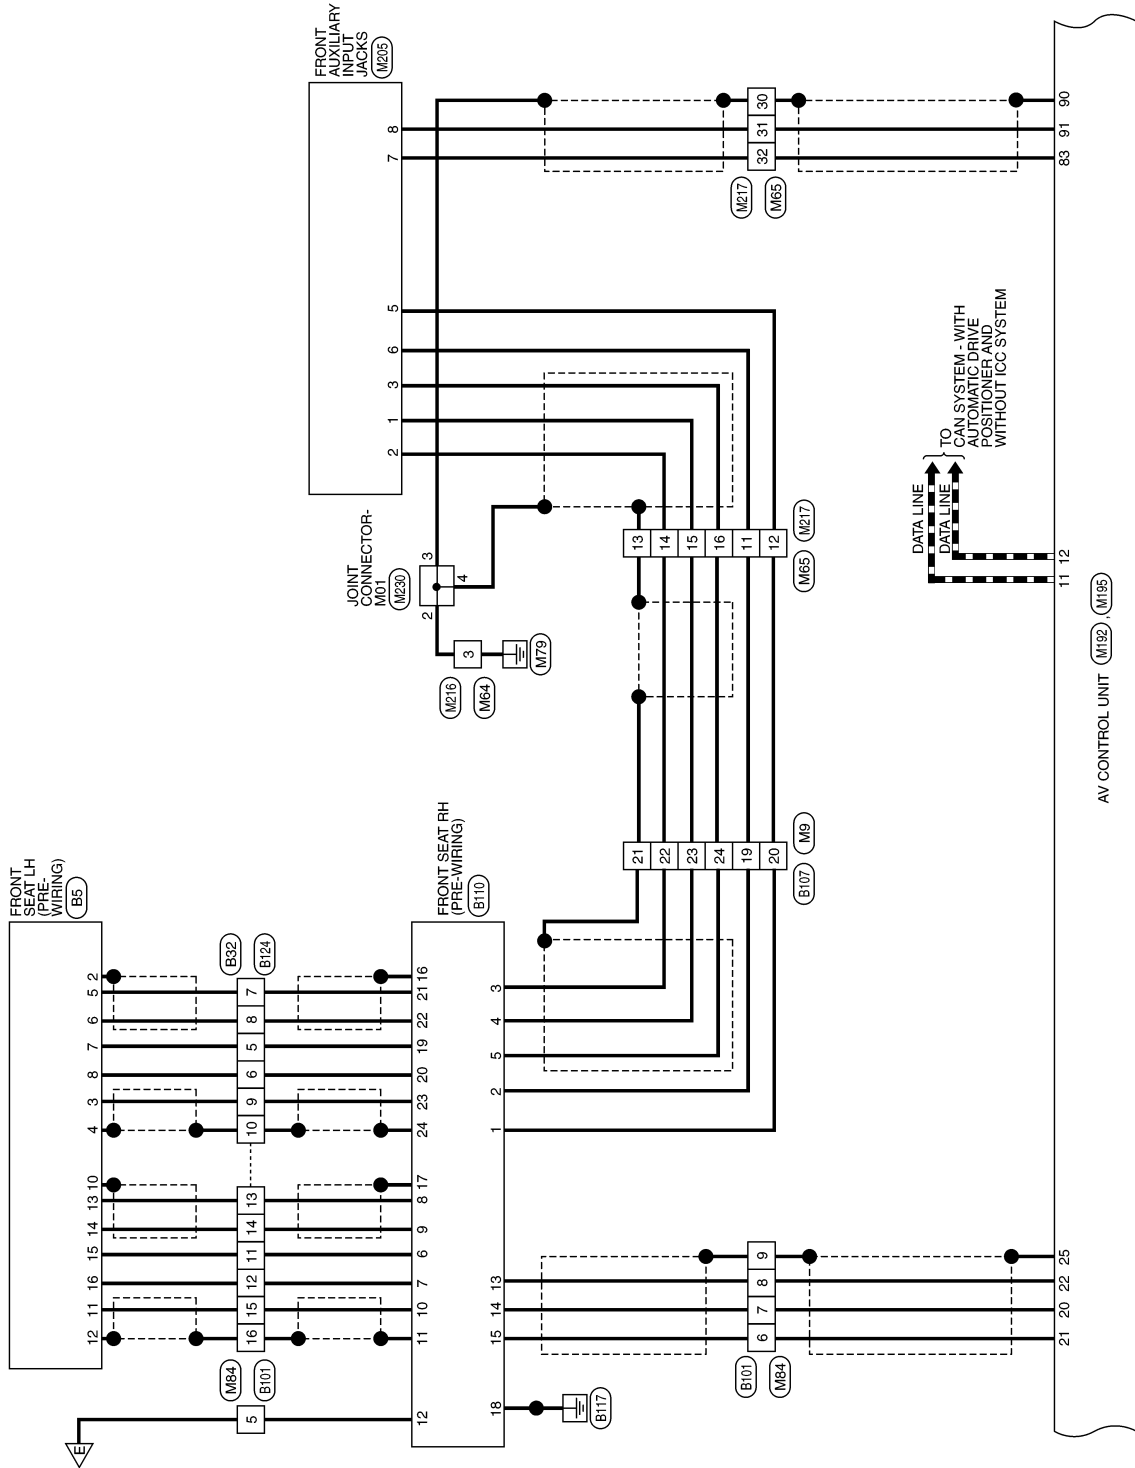 FRONT
AUXILIARY
INPUT
JACKS
M205
8
7
5
6
3
1
2
30
31
32
M217
M65
90
91
83
JOINT
CONNECTOR-
M01
M230
3
4
2
3
M216
M64
M79
13
14
15
16
11
12
M217
M65
DATA LINE
DATA LINE
TO
CAN SYSTEM - WITH
AUTOMATIC DRIVE
POSITIONER AND
WITHOUT ICC SYSTEM
11
12
AV CONTROL UNIT M192 , M195
21
22
23
24
19
20
M9
B107
FRONT
SEAT LH
(PRE-
WIRING)
B5
2
5
6
7
8
3
4
10
13
14
15
16
11
12
B32
B124
7
8
5
6
9
10
13
14
11
12
15
16
M84
B101
5
E
FRONT SEAT RH
(PRE-WIRING)
B110
16
21
22
19
20
23
24
17
8
9
6
7
10
11
12
3
4
5
2
1
13
14
15
18
B117
9
8
7
6
B101
M84
25
22
20
21